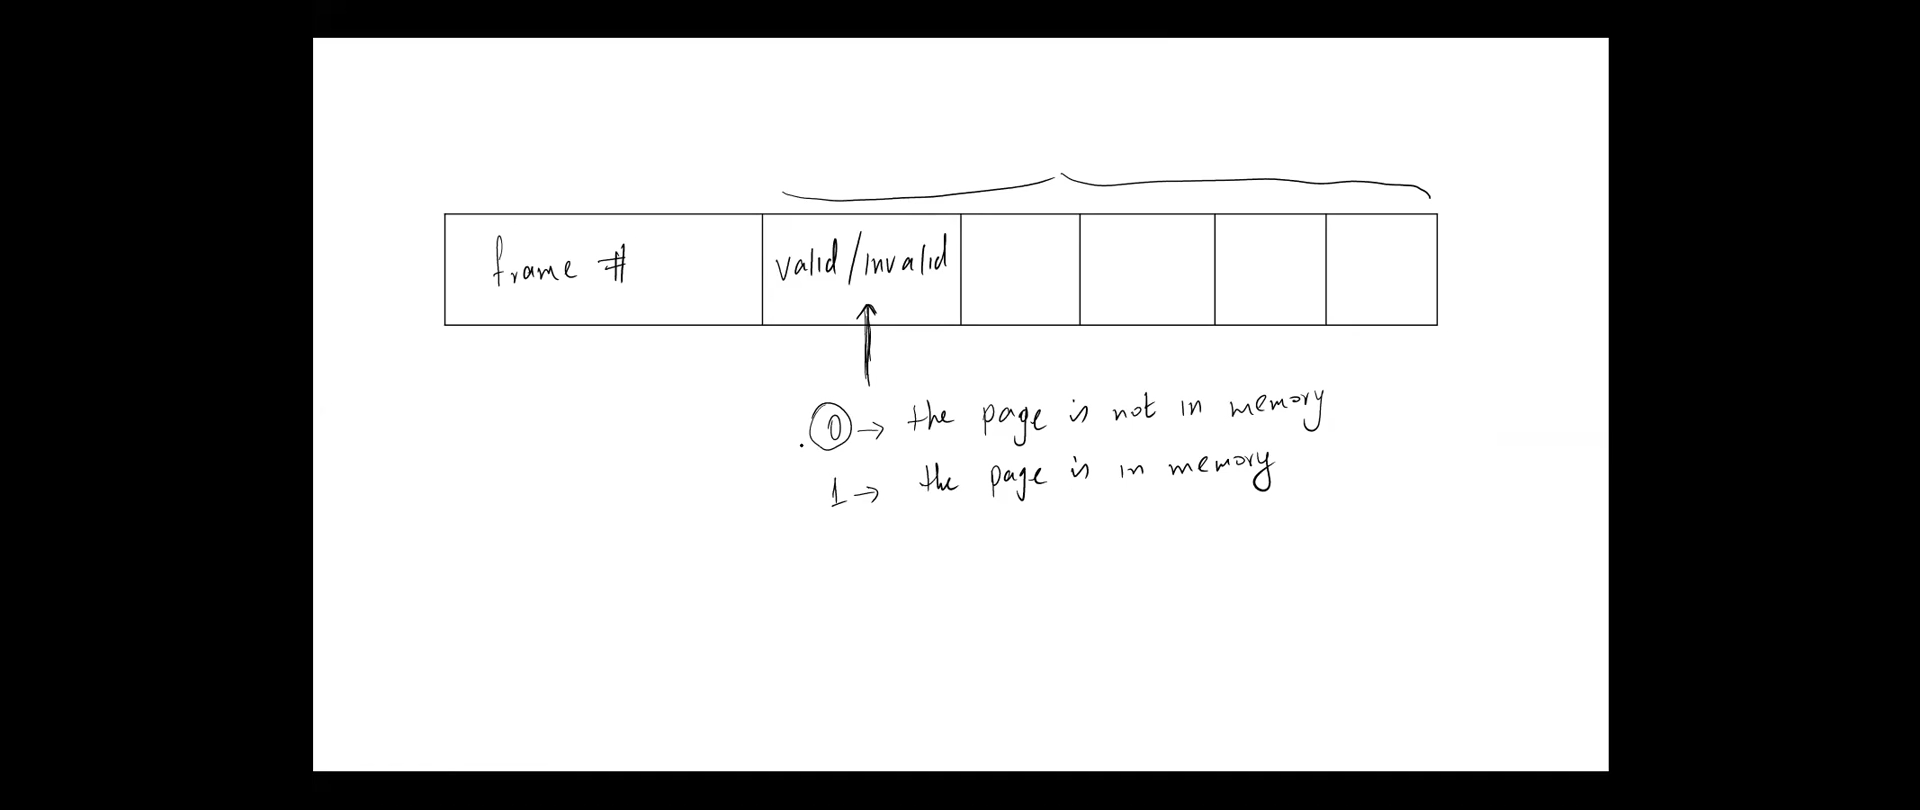 frame # valid/invalid
0 → the page is not in memory
1 → the page is in memory